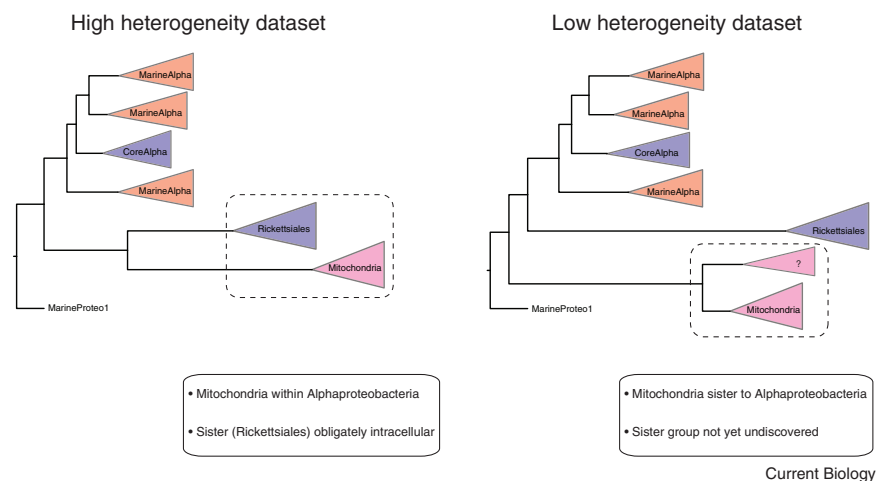 High heterogeneity dataset
MarineAlpha
MarineAlpha
CoreAlpha
MarineAlpha
Rickettsiales
Mitochondria
MarineProteo1
• Mitochondria within Alphaproteobacteria
• Sister (Rickettsiales) obligately intracellular
Low heterogeneity dataset
MarineAlpha
MarineAlpha
CoreAlpha
MarineAlpha
Rickettsiales
?
Mitochondria
MarineProteo1
• Mitochondria sister to Alphaproteobacteria
• Sister group not yet undiscovered
Current Biology